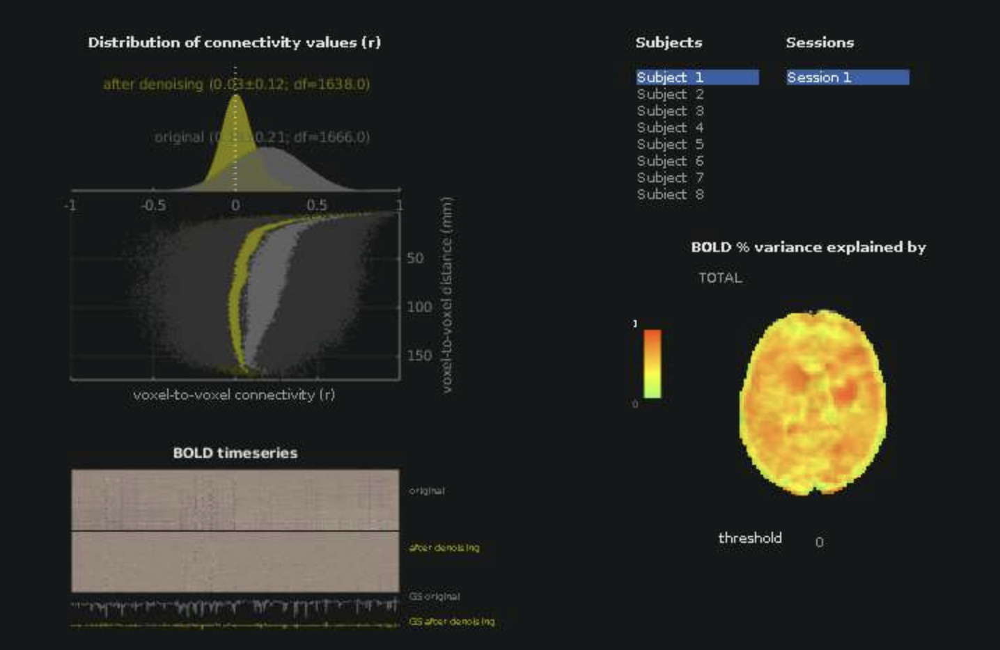 Distribution of connectivity values (r)
after denoising (0.03±0.12; df=1638.0)
original (0. 0.21; df=1666.0)
-1 -0.5 0 0.5 1
50
100
150
voxel-to-voxel distance (mm)
voxel-to-voxel connectivity (r)
BOLD timeseries
original
after denoising
GS original
GS after denoising
Subjects
Subject 1
Subject 2
Subject 3
Subject 4
Subject 5
Subject 6
Subject 7
Subject 8
Sessions
Session 1
BOLD % variance explained by
TOTAL
1
0
threshold 0